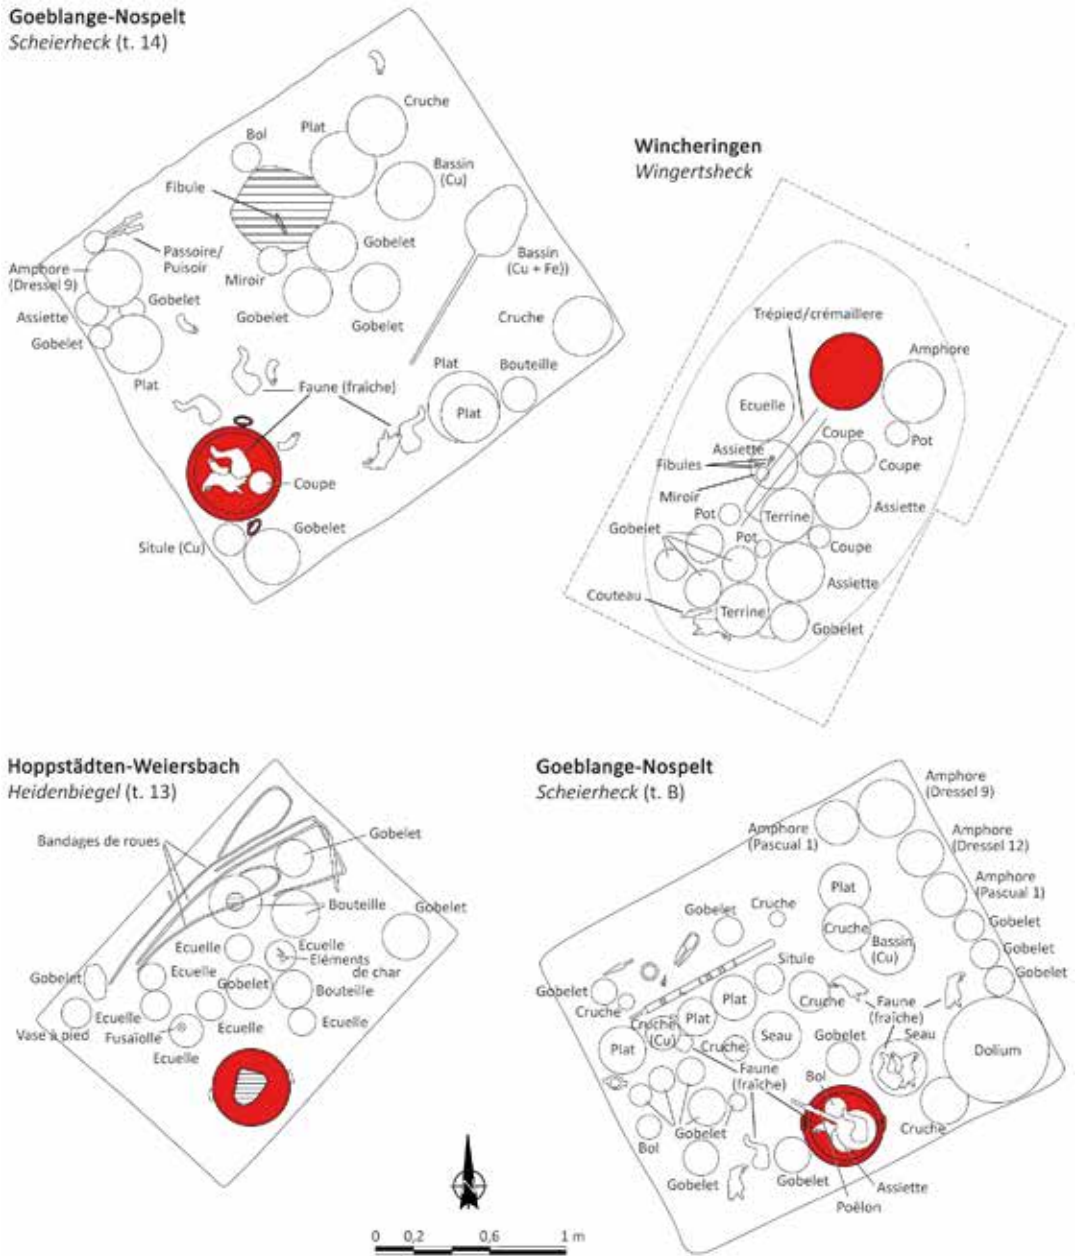 Goeblange-Nospelt
Scheierheck (t. 14)
Cruche
Plat
Bol
Bassin
(Cu)
Fibule
Gobelet
Passoire/
Puisoir
Miroir
Bassin
(Cu + Fe))
Amphore
(Dressel 9)
Gobelet
Gobelet
Gobelet
Assiette
Gobelet
Cruche
Plat
Plat
Bouteille
Faune (fraîche)
Plat
Coupe
Gobelet
Situle (Cu)
Wincheringen
Wingertsheck
Trépied/crémaillere
Amphore
Ecuelle
Pot
Assiette
Coupe
Fibules
Coupe
Miroir
Assiette
Pot
Terrine
Gobelet
Pot
Coupe
Assiette
Couteau
Terrine
Gobelet
Hoppstädten-Weiersbach
Heidenbiegel (t. 13)
Bandages de roues
Gobelet
Bouteille
Gobelet
Ecuelle
Ecuelle
Eléments
de char
Gobelet
Ecuelle
Gobelet
Bouteille
Vase à pied
Ecuelle
Fusaïolle
Ecuelle
Ecuelle
Ecuelle
Goeblange-Nospelt
Scheierheck (t. B)
Amphore
(Dressel 9)
Amphore
(Pascual 1)
Amphore
(Dressel 12)
Amphore
(Pascual 1)
Plat
Cruche
Gobelet
Gobelet
Cruche
Bassin
(Cu)
Gobelet
Situle
Gobelet
Gobelet
Cruche
Plat
Cruche
Faune
(fraîche)
Plat
Cruche
(Cu)
Seau
Gobelet
Seau
Plat
Cruche
Dolium
Faune
(fraîche)
Bol
Gobelet
Bol
Cruche
Gobelet
Gobelet
Assiette
Poêlon
0 0,2 0,6 1 m